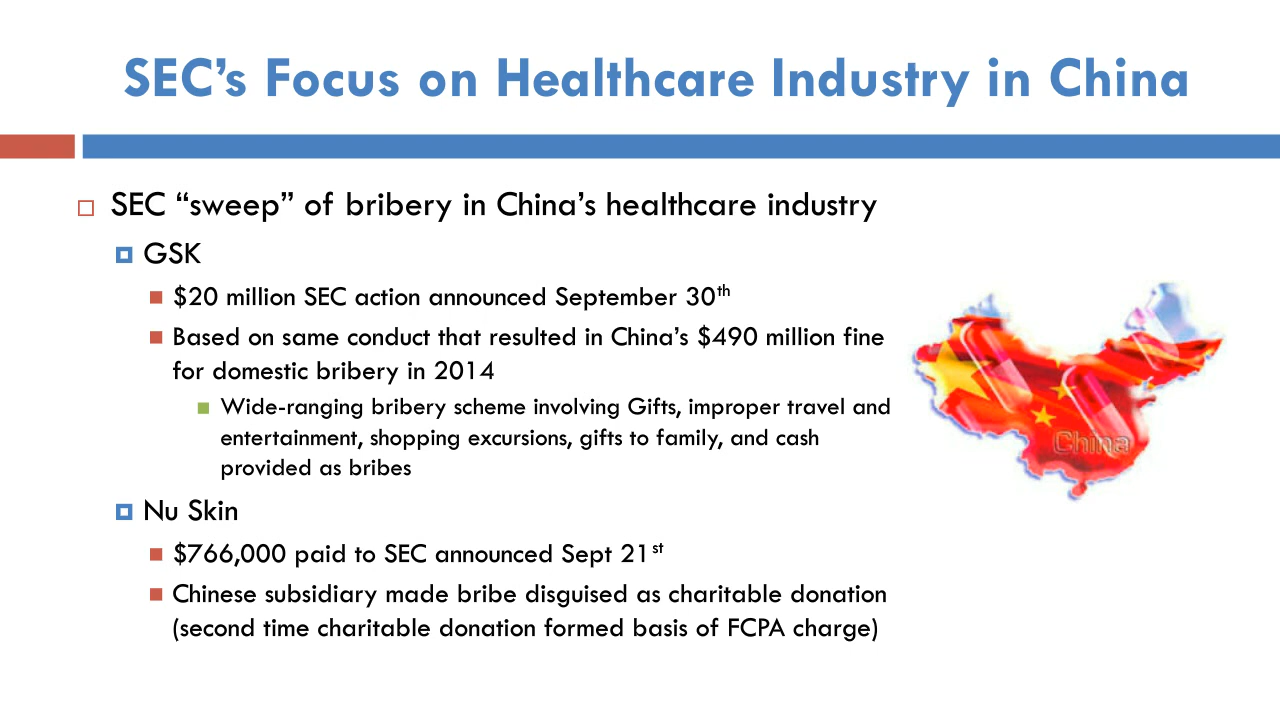 SEC’s Focus on Healthcare Industry in China
SEC “sweep” of bribery in China’s healthcare industry
GSK
$20 million SEC action announced September 30th
Based on same conduct that resulted in China’s $490 million fine
for domestic bribery in 2014
Wide-ranging bribery scheme involving Gifts, improper travel and
entertainment, shopping excursions, gifts to family, and cash
provided as bribes
China
Nu Skin
$766,000 paid to SEC announced Sept 21st
Chinese subsidiary made bribe disguised as charitable donation
(second time charitable donation formed basis of FCPA charge)